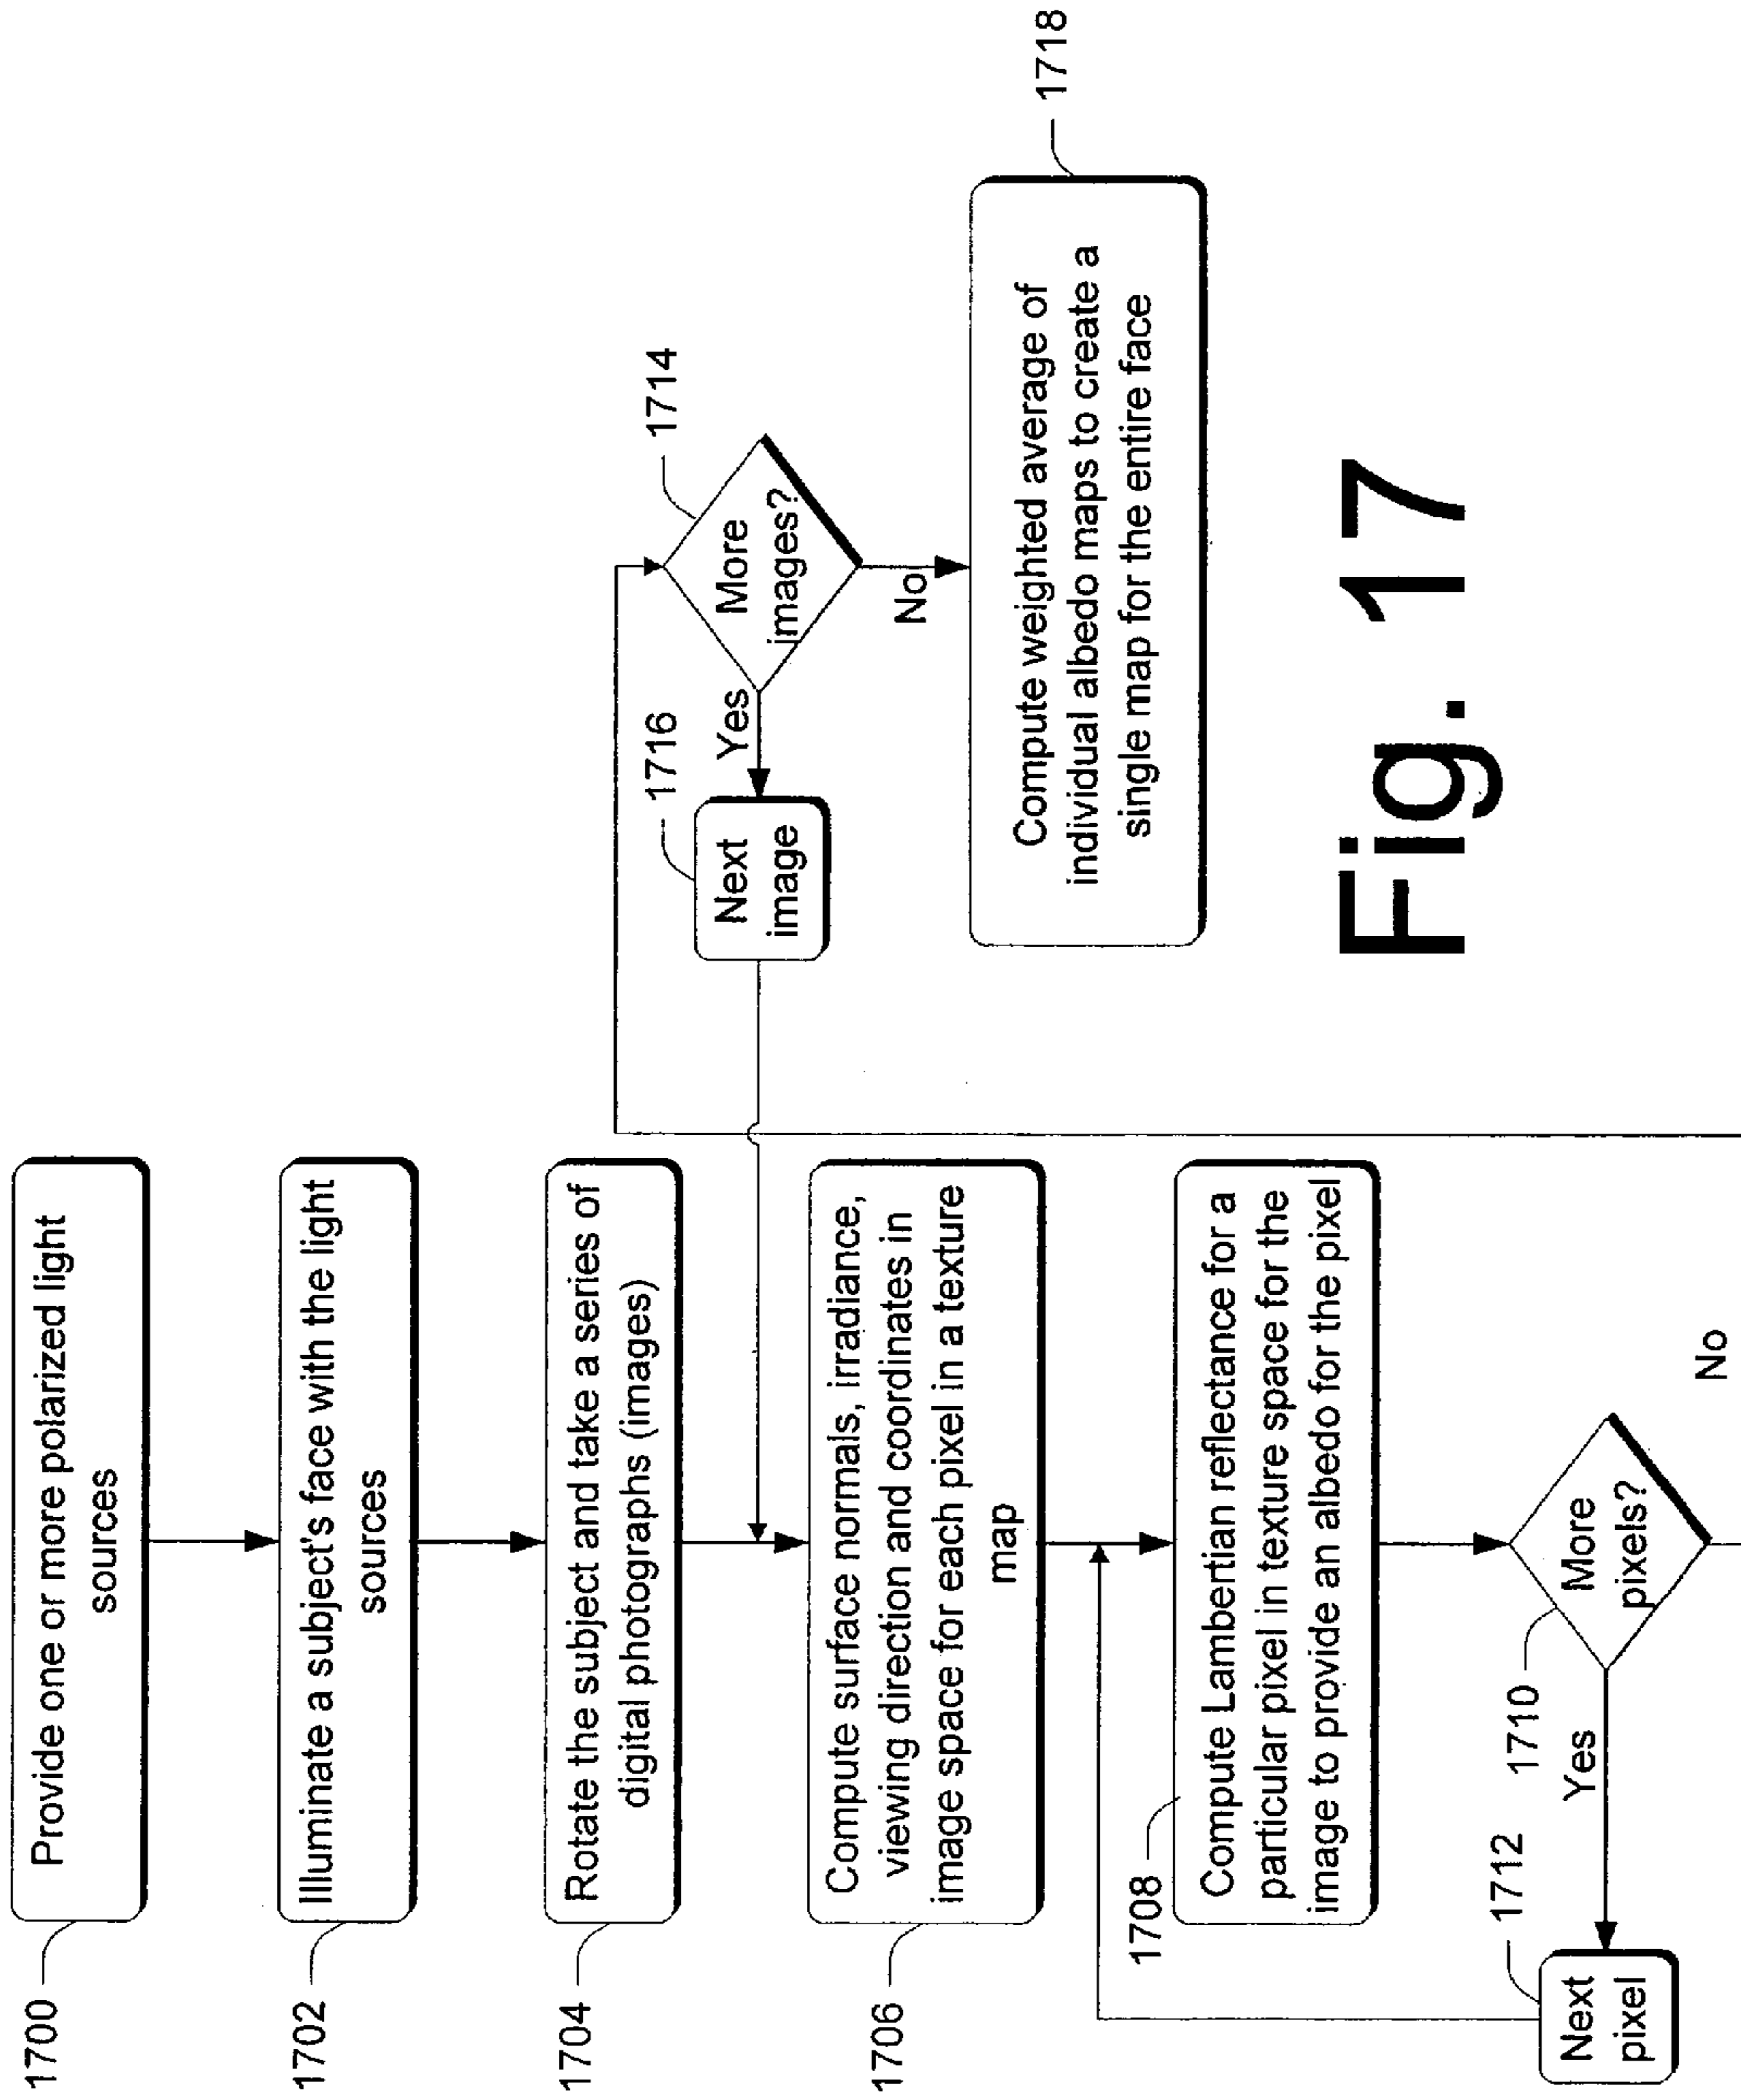 1700
Provide one or more polarized light
sources
1702
Illuminate a subject's face with the light
sources
1704
Rotate the subject and take a series of
digital photographs (images)
1706
Compute surface normals, irradiance,
viewing direction and coordinates in
image space for each pixel in a texture
map
1708
Compute Lambertian reflectance for a
particular pixel in texture space for the
image to provide an albedo for the pixel
1710
More
pixels?
Yes
No
1712
Next
pixel
1714
More
images?
Yes
No
1716
Next
image
1718
Compute weighted average of
individual albedo maps to create a
single map for the entire face
Fig. 17